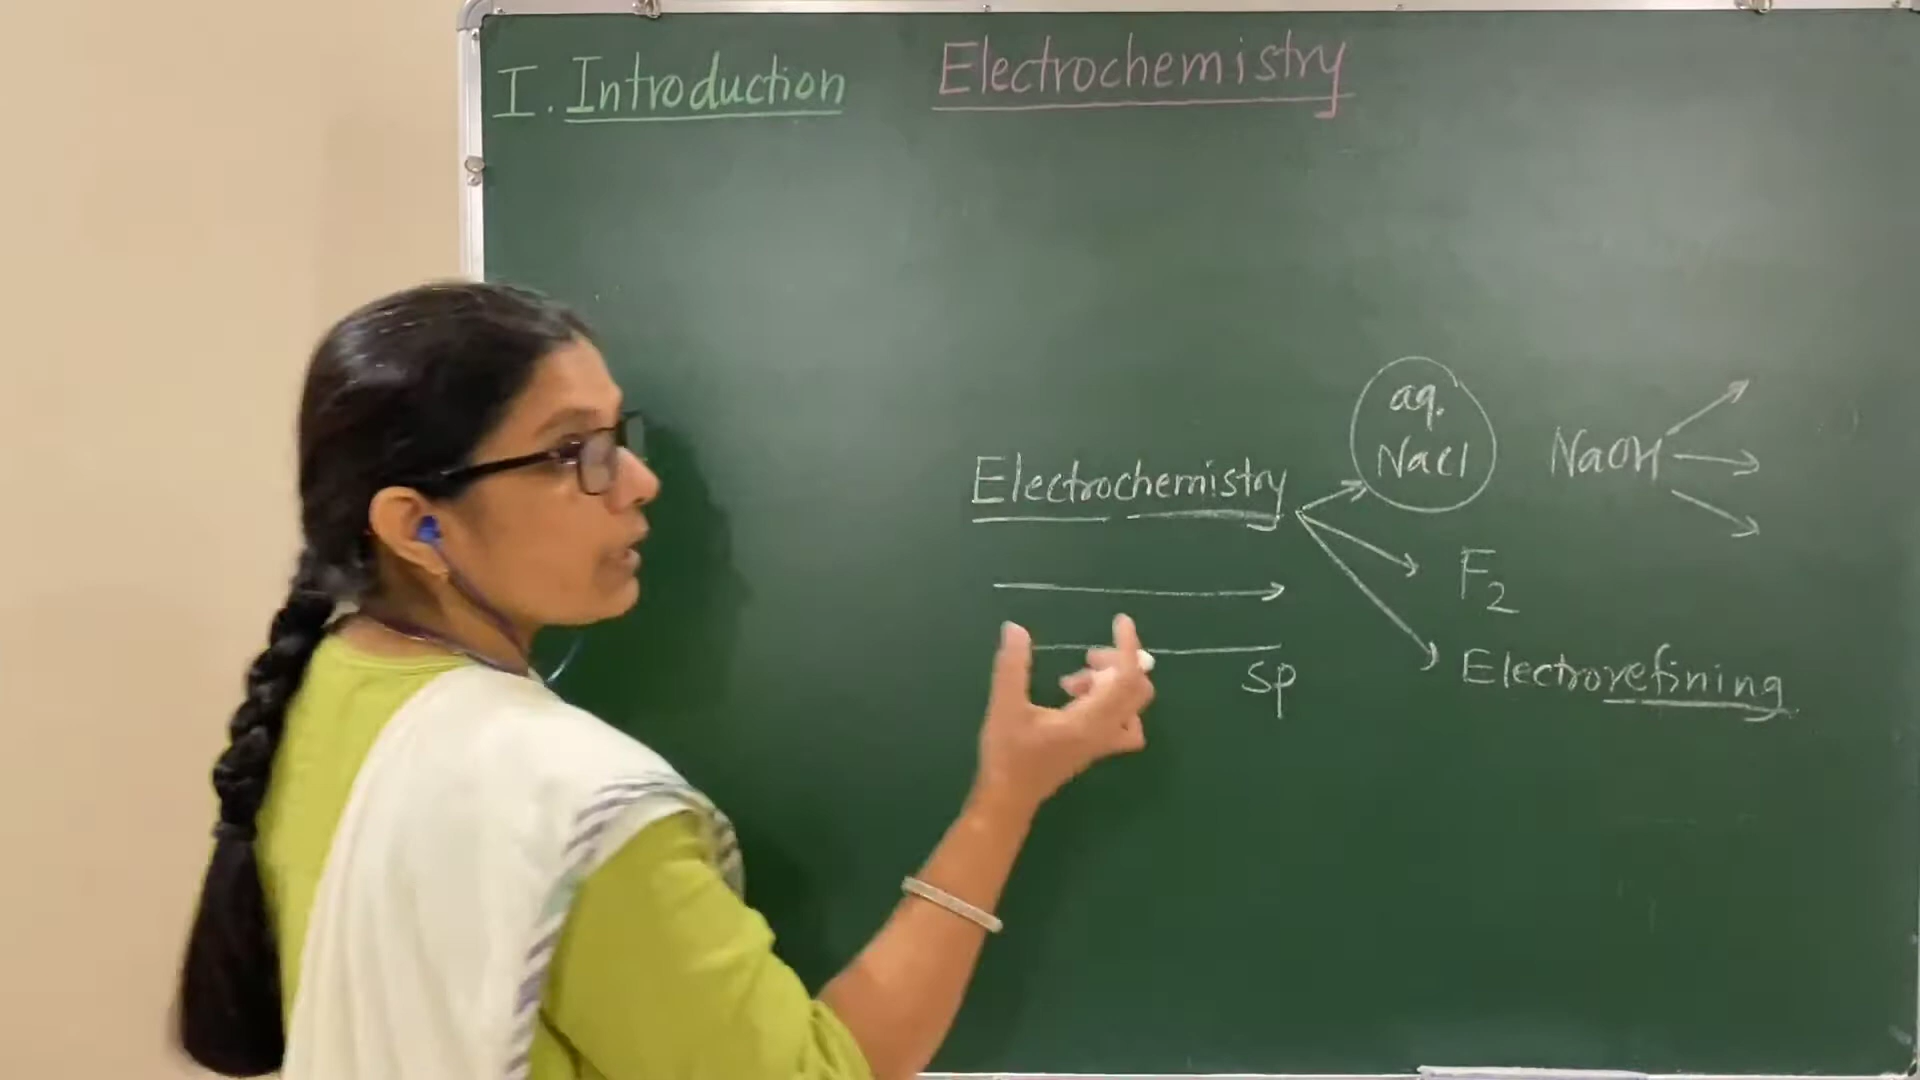 I. Introduction
Electrochemistry
aq.
NaCl
NaOH
Electrochemistry
F2
Electrorefining
sp